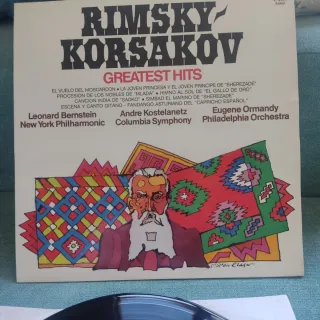 RIMSKY-
KORSAKOV
GREATEST HITS
EL VUELO DEL MOSCARDON • LA JOVEN PRINCESA Y EL JOVEN PRINCIPE DE "XHEREZADE"
PROCESION DE LOS NOBLES DE "MLADA" • HIMNO AL SOL DE "EL GALLO DE ORO"
CANCION INDIA DE "SADKO" • SIMBAD EL MARINO DE "XHEREZADE"
ESCENA Y CANTO GITANO - FANDANGO ASTURIANO DEL "CAPRICHO ESPAÑOL"
Leonard Bernstein
New York Philharmonic
Andre Kostelanetz
Columbia Symphony
Eugene Ormandy
Philadelphia Orchestra